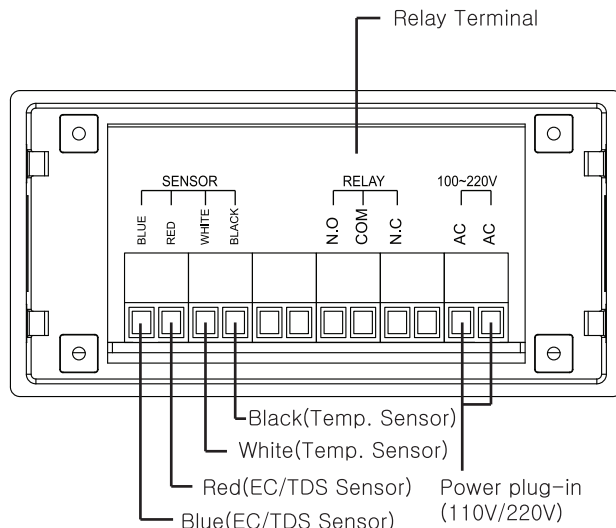 Relay Terminal
SENSOR
RELAY
100~220V
BLUE
RED
WHITE
BLACK
N.O
COM
N.C
AC
AC
Black(Temp. Sensor)
White(Temp. Sensor)
Red(EC/TDS Sensor)
Power plug-in
(110V/220V)
Blue(EC/TDS Sensor)